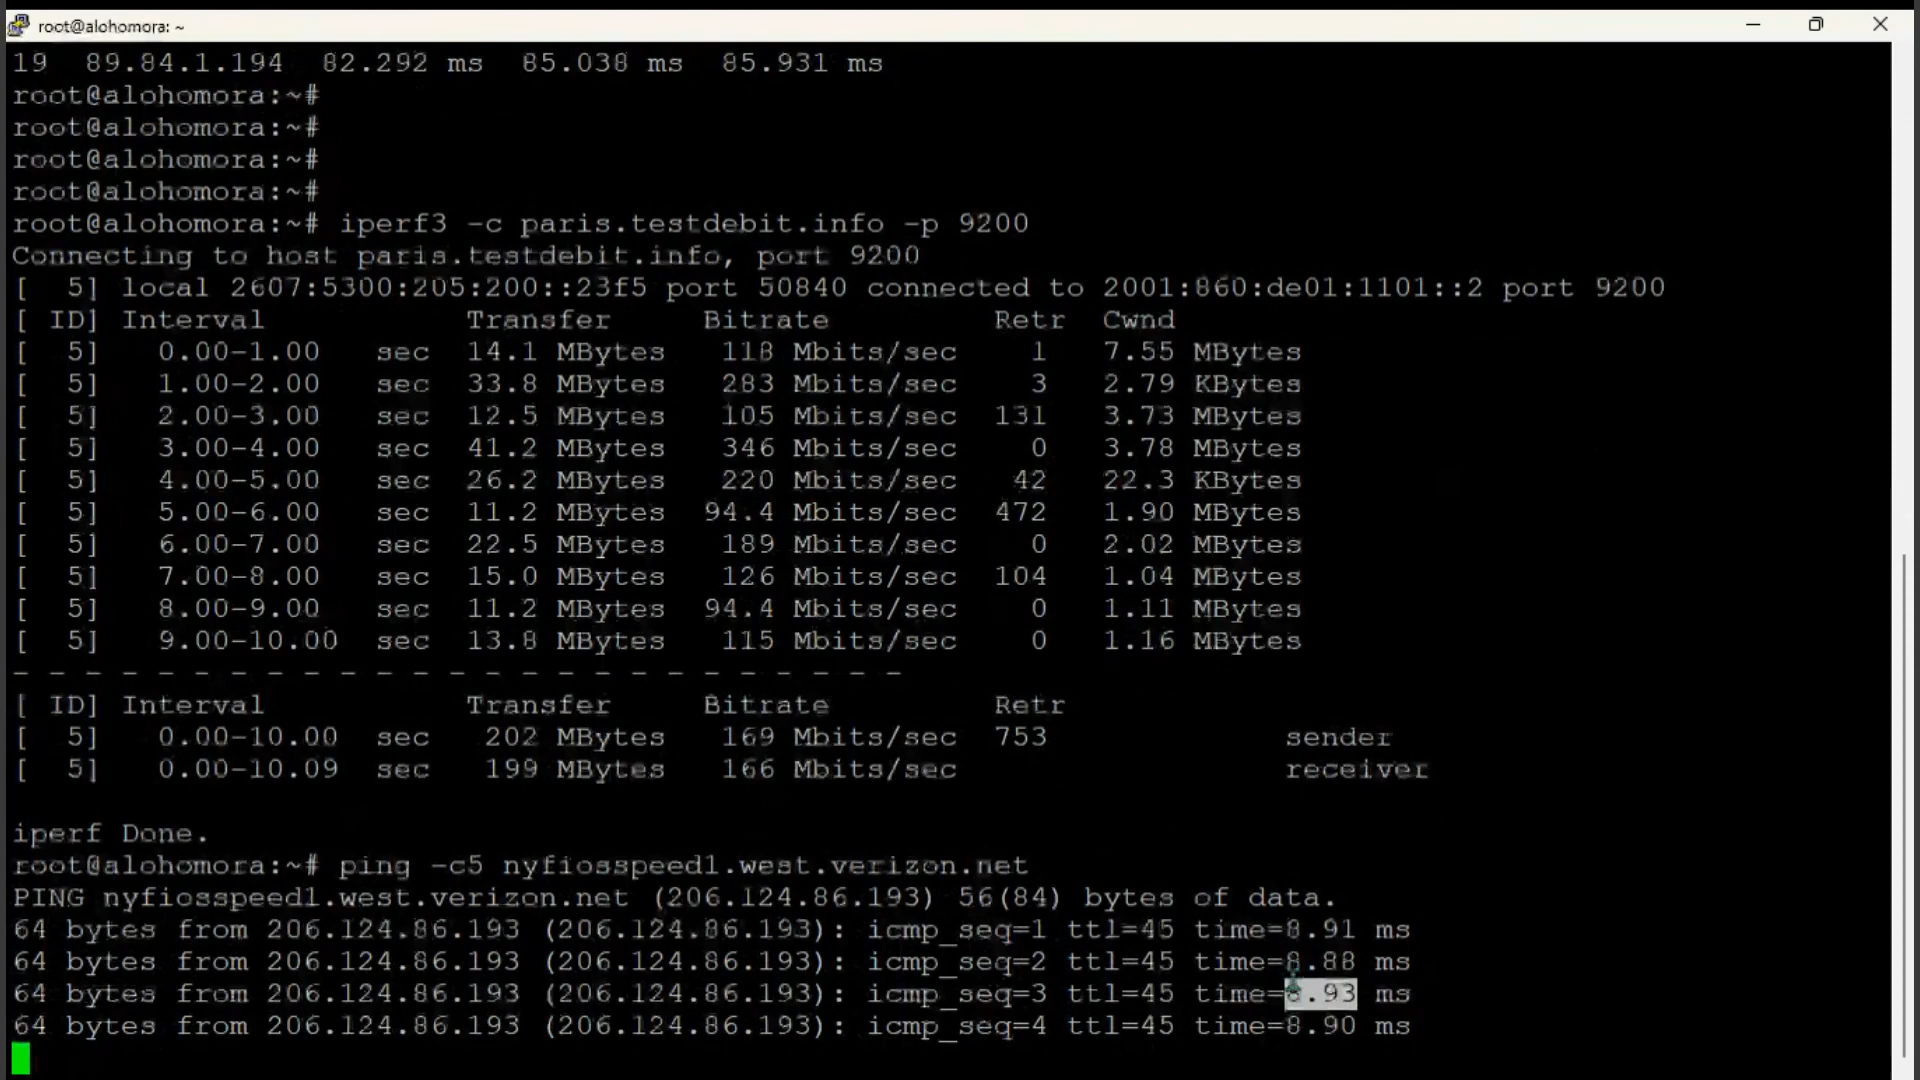 root@alohomora: ~
19 89.84.1.194 82.292 ms 85.038 ms 85.931 ms
root@alohomora:~#
root@alohomora:~#
root@alohomora:~#
root@alohomora:~#
root@alohomora:~# iperf3 -c paris.testdebit.info -p 9200
Connecting to host paris.testdebit.info, port 9200
[ 5] local 2607:5300:205:200::23f5 port 50840 connected to 2001:860:de01:1101::2 port 9200
[ ID] Interval Transfer Bitrate Retr Cwnd
[ 5] 0.00-1.00 sec 14.1 MBytes 118 Mbits/sec 1 7.55 MBytes
[ 5] 1.00-2.00 sec 33.8 MBytes 283 Mbits/sec 3 2.79 KBytes
[ 5] 2.00-3.00 sec 12.5 MBytes 105 Mbits/sec 131 3.73 MBytes
[ 5] 3.00-4.00 sec 41.2 MBytes 346 Mbits/sec 0 3.78 MBytes
[ 5] 4.00-5.00 sec 26.2 MBytes 220 Mbits/sec 42 22.3 KBytes
[ 5] 5.00-6.00 sec 11.2 MBytes 94.4 Mbits/sec 472 1.90 MBytes
[ 5] 6.00-7.00 sec 22.5 MBytes 189 Mbits/sec 0 2.02 MBytes
[ 5] 7.00-8.00 sec 15.0 MBytes 126 Mbits/sec 104 1.04 MBytes
[ 5] 8.00-9.00 sec 11.2 MBytes 94.4 Mbits/sec 0 1.11 MBytes
[ 5] 9.00-10.00 sec 13.8 MBytes 115 Mbits/sec 0 1.16 MBytes
- - - - - - - - - - - - - - - - - - - - - - - - -
[ ID] Interval Transfer Bitrate Retr
[ 5] 0.00-10.00 sec 202 MBytes 169 Mbits/sec 753 sender
[ 5] 0.00-10.09 sec 199 MBytes 166 Mbits/sec receiver
iperf Done.
root@alohomora:~# ping -c5 nyfiosspeed1.west.verizon.net
PING nyfiosspeed1.west.verizon.net (206.124.86.193) 56(84) bytes of data.
64 bytes from 206.124.86.193 (206.124.86.193): icmp_seq=1 ttl=45 time=8.91 ms
64 bytes from 206.124.86.193 (206.124.86.193): icmp_seq=2 ttl=45 time=8.88 ms
64 bytes from 206.124.86.193 (206.124.86.193): icmp_seq=3 ttl=45 time=8.93 ms
64 bytes from 206.124.86.193 (206.124.86.193): icmp_seq=4 ttl=45 time=8.90 ms